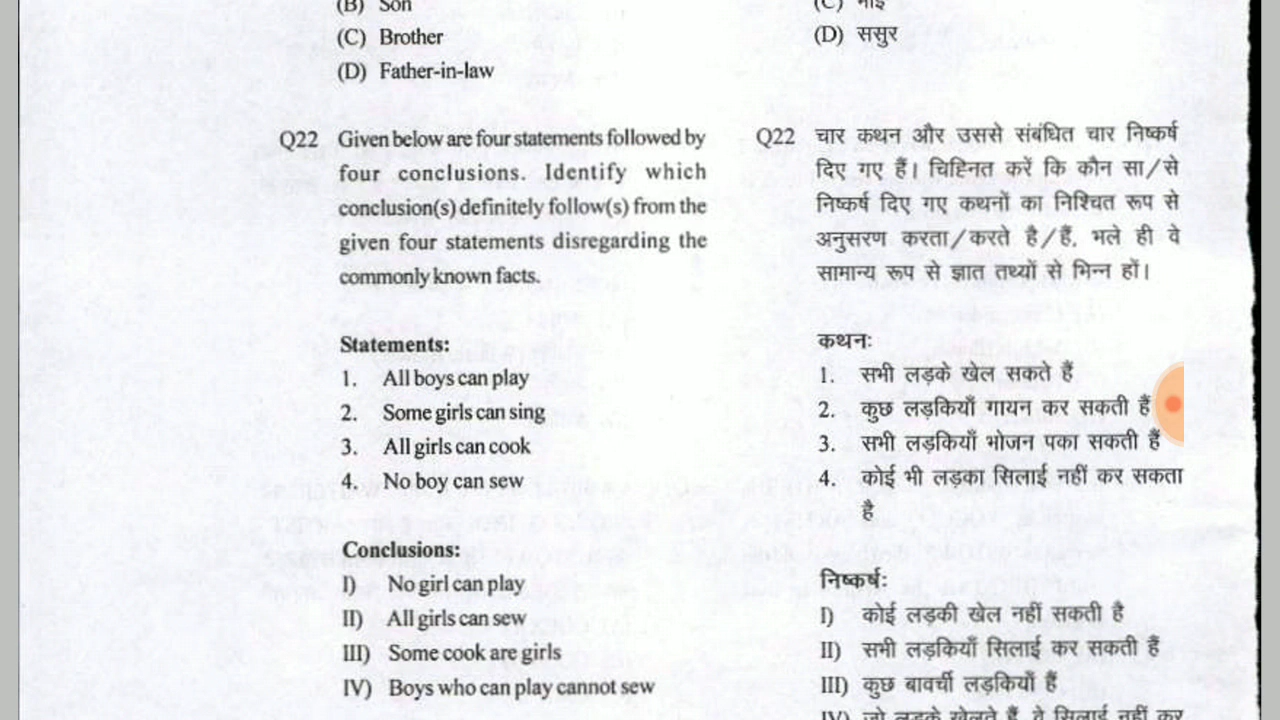 (B) Son
(C) Brother
(D) Father-in-law
Q22 Given below are four statements followed by
four conclusions. Identify which
conclusion(s) definitely follow(s) from the
given four statements disregarding the
commonly known facts.
Statements:
1. All boys can play
2. Some girls can sing
3. All girls can cook
4. No boy can sew
Conclusions:
I) No girl can play
II) All girls can sew
III) Some cook are girls
IV) Boys who can play cannot sew
(C) भाई
(D) ससुर
Q22 चार कथन और उससे संबंधित चार निष्कर्ष
दिए गए हैं। चिह्नित करें कि कौन सा/से
निष्कर्ष दिए गए कथनों का निश्चित रूप से
अनुसरण करता/करते है/हैं, भले ही वे
सामान्य रूप से ज्ञात तथ्यों से भिन्न हों।
कथनः
1. सभी लड़के खेल सकते हैं
2. कुछ लड़कियाँ गायन कर सकती हैं
3. सभी लड़कियाँ भोजन पका सकती हैं
4. कोई भी लड़का सिलाई नहीं कर सकता
है
निष्कर्षः
I) कोई लड़की खेल नहीं सकती है
II) सभी लड़कियाँ सिलाई कर सकती हैं
III) कुछ बावर्ची लड़कियाँ हैं
IV) जो लड़के खेलते हैं, वे सिलाई नहीं कर